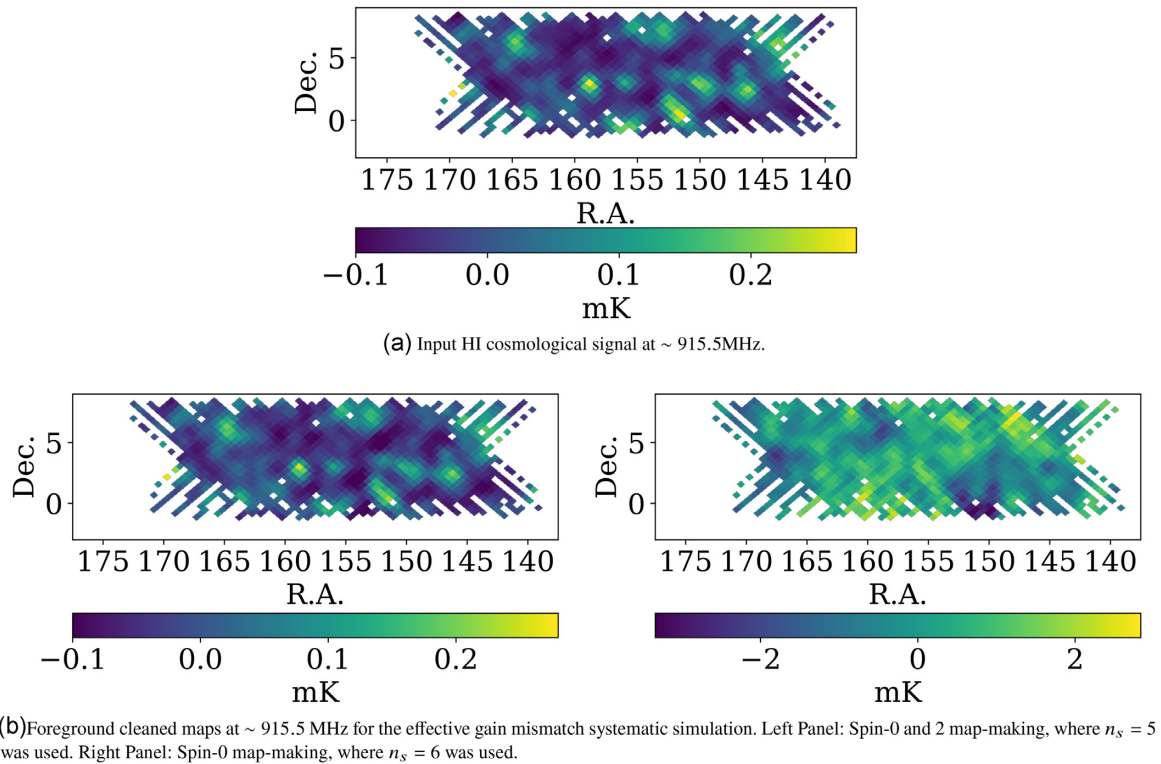 Dec.
5
0
175 170 165 160 155 150 145 140
R.A.
−0.1 0.0 0.1 0.2
mK
(a) Input HI cosmological signal at ∼ 915.5MHz.
Dec.
5
0
175 170 165 160 155 150 145 140
R.A.
−0.1 0.0 0.1 0.2
mK
Dec.
5
0
175 170 165 160 155 150 145 140
R.A.
−2 0 2
mK
(b)Foreground cleaned maps at ∼ 915.5 MHz for the effective gain mismatch systematic simulation. Left Panel: Spin-0 and 2 map-making, where nₛ = 5
was used. Right Panel: Spin-0 map-making, where nₛ = 6 was used.